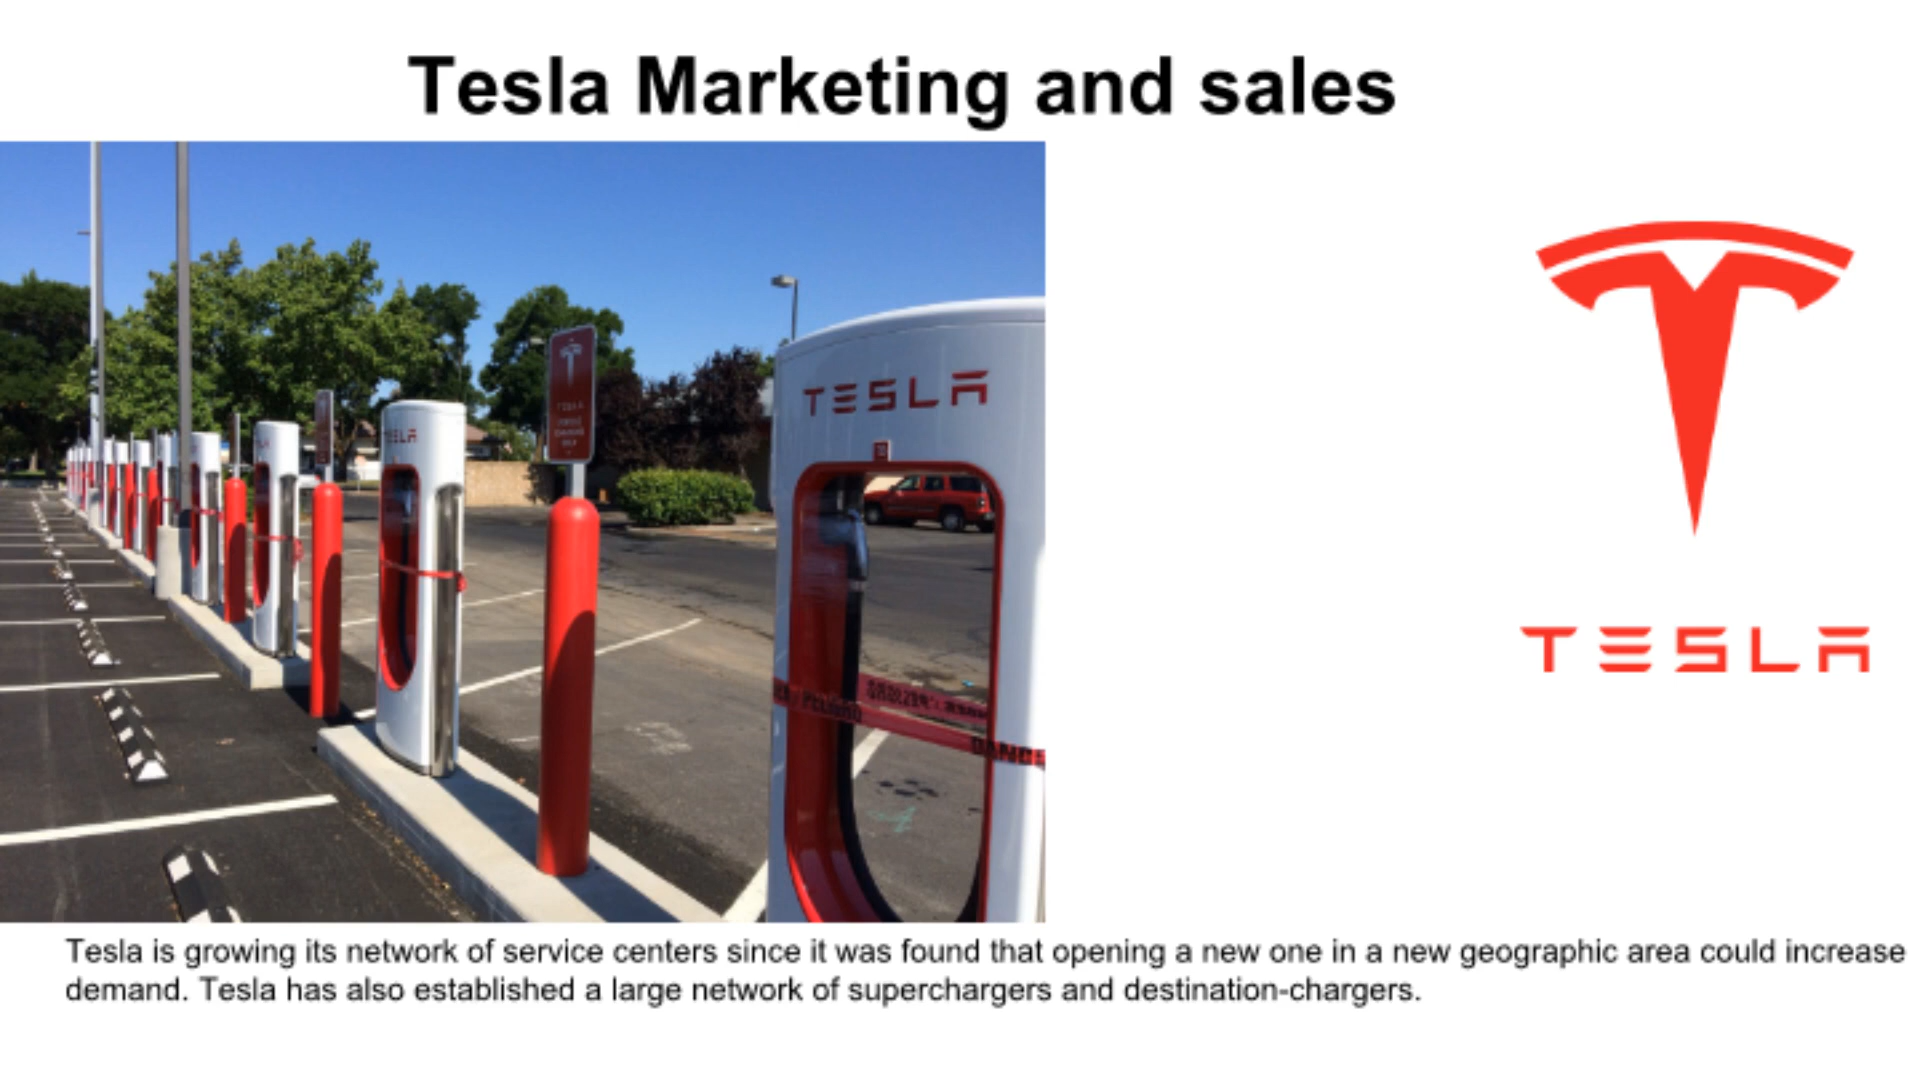 Tesla Marketing and sales
TESLA
TESLA
TESLA
Tesla is growing its network of service centers since it was found that opening a new one in a new geographic area could increase
demand. Tesla has also established a large network of superchargers and destination-chargers.